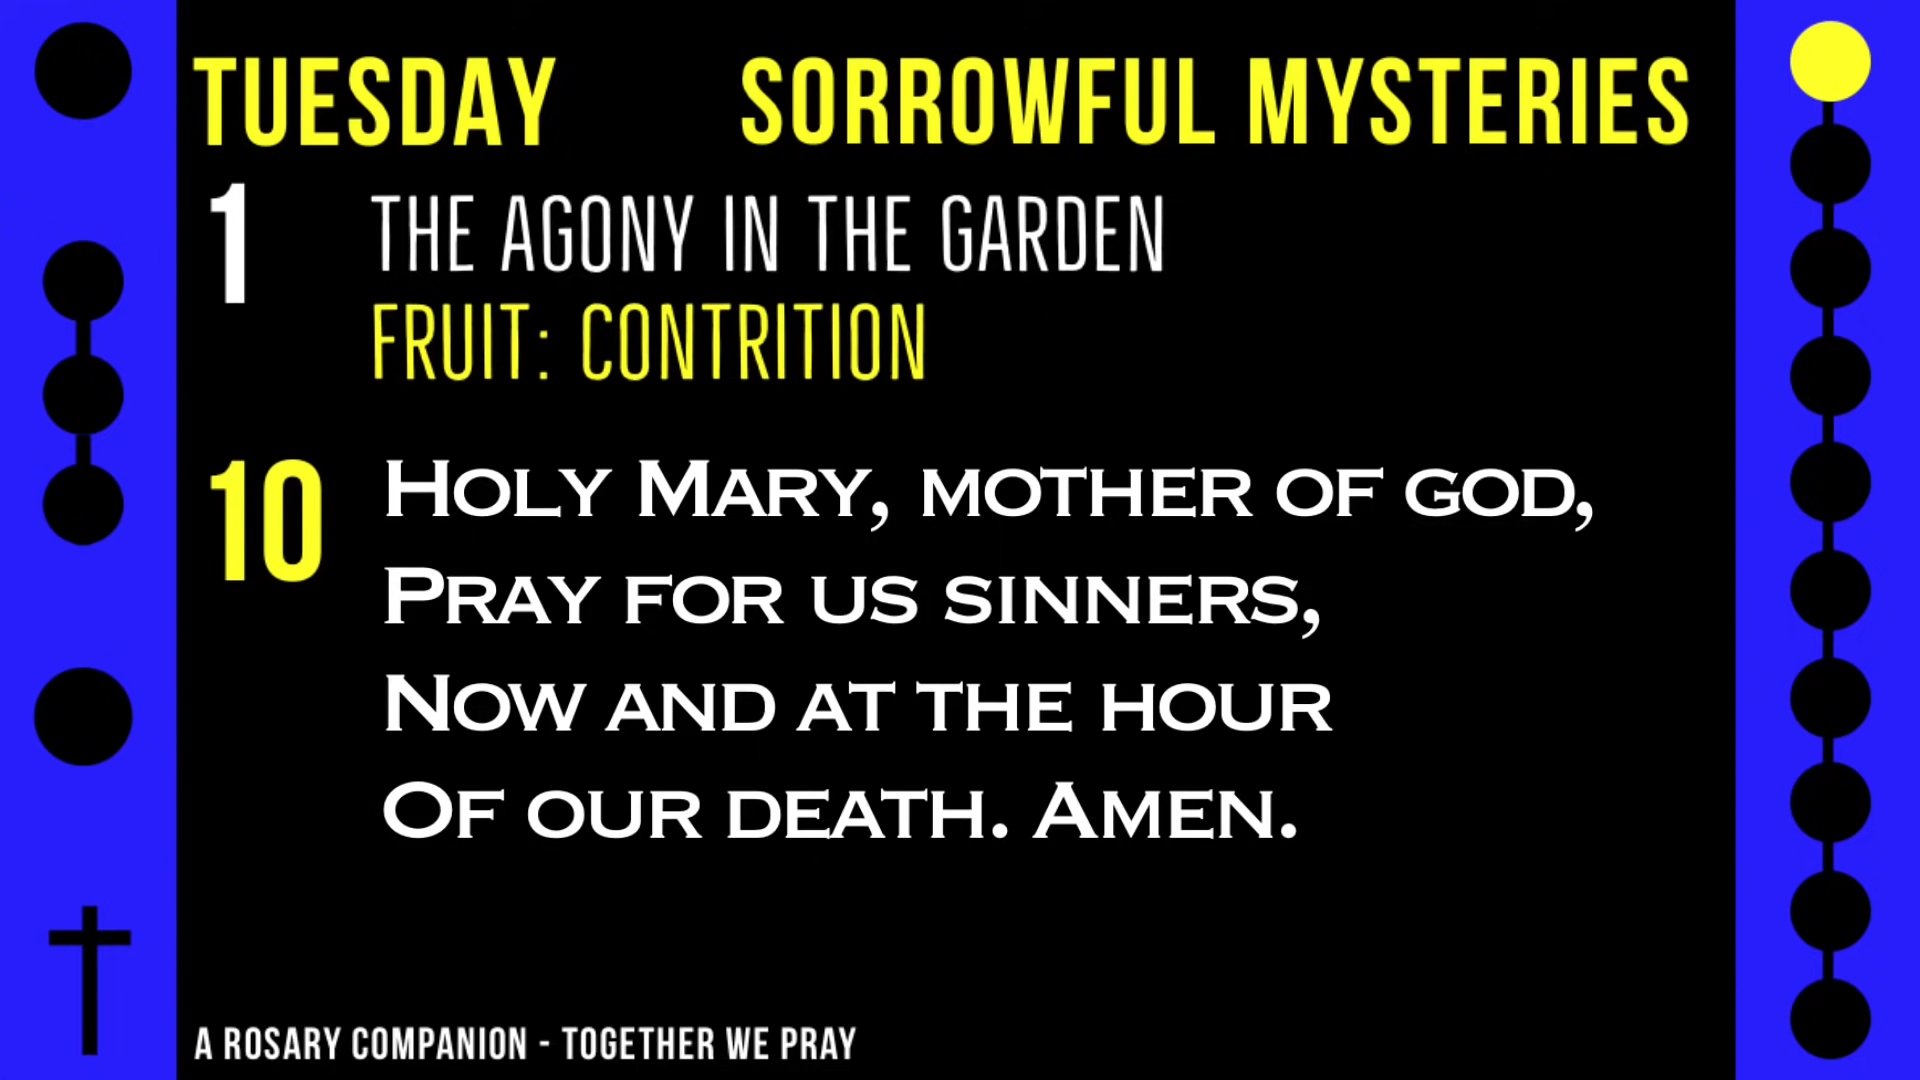 TUESDAY SORROWFUL MYSTERIES
1 THE AGONY IN THE GARDEN
FRUIT: CONTRITION
10 HOLY MARY, MOTHER OF GOD,
PRAY FOR US SINNERS,
NOW AND AT THE HOUR
OF OUR DEATH. AMEN.
A ROSARY COMPANION - TOGETHER WE PRAY